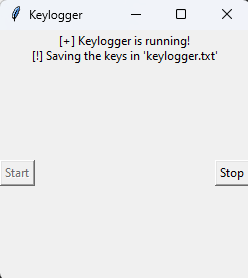 Keylogger
[+] Keylogger is running!
[!] Saving the keys in 'keylogger.txt'
Start
Stop